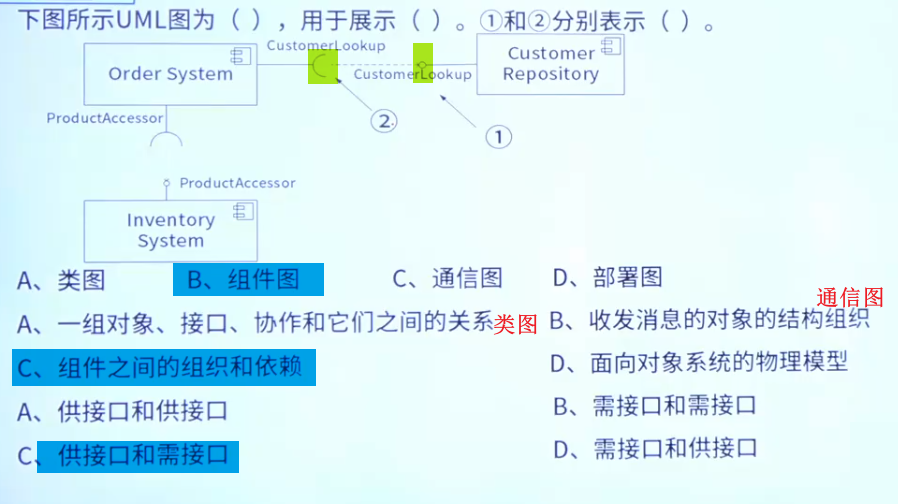 下图所示UML图为（ ），用于展示（ ）。①和②分别表示（ ）。
CustomerLookup
Order System
CustomerLookup
Customer
Repository
ProductAccessor
②
①
ProductAccessor
Inventory
System
A、类图 B、组件图 C、通信图 D、部署图
通信图
A、一组对象、接口、协作和它们之间的关系 类图 B、收发消息的对象的结构组织
C、组件之间的组织和依赖 D、面向对象系统的物理模型
A、供接口和供接口 B、需接口和需接口
C、供接口和需接口 D、需接口和供接口